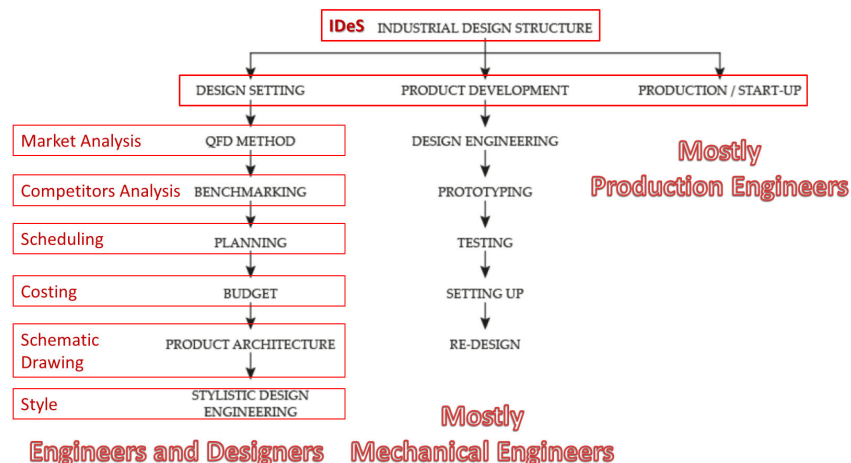 IDeS INDUSTRIAL DESIGN STRUCTURE
DESIGN SETTING PRODUCT DEVELOPMENT PRODUCTION / START-UP
Market Analysis QFD METHOD DESIGN ENGINEERING
Mostly
Production Engineers
Competitors Analysis BENCHMARKING PROTOTYPING
Scheduling PLANNING TESTING
Costing BUDGET SETTING UP
Schematic
Drawing
PRODUCT ARCHITECTURE RE-DESIGN
Style
STYLISTIC DESIGN
ENGINEERING
Engineers and Designers
Mostly
Mechanical Engineers